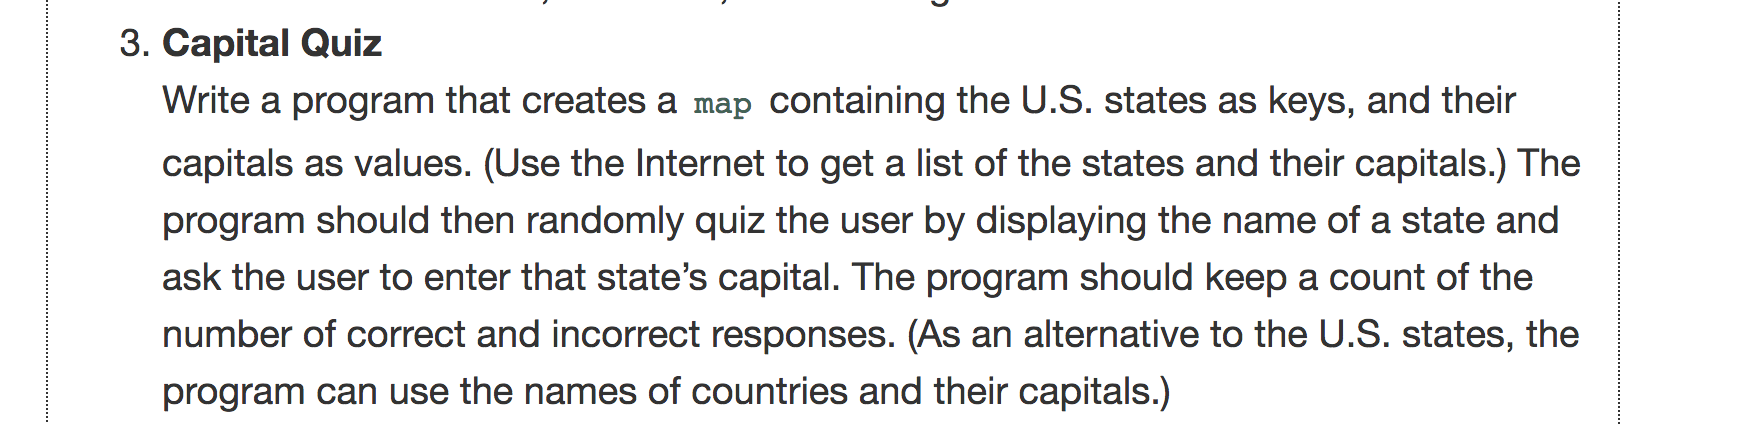 3. Capital Quiz
Write a program that creates a map containing the U.S. states as keys, and their
capitals as values. (Use the Internet to get a list of the states and their capitals.) The
program should then randomly quiz the user by displaying the name of a state and
ask the user to enter that state’s capital. The program should keep a count of the
number of correct and incorrect responses. (As an alternative to the U.S. states, the
program can use the names of countries and their capitals.)